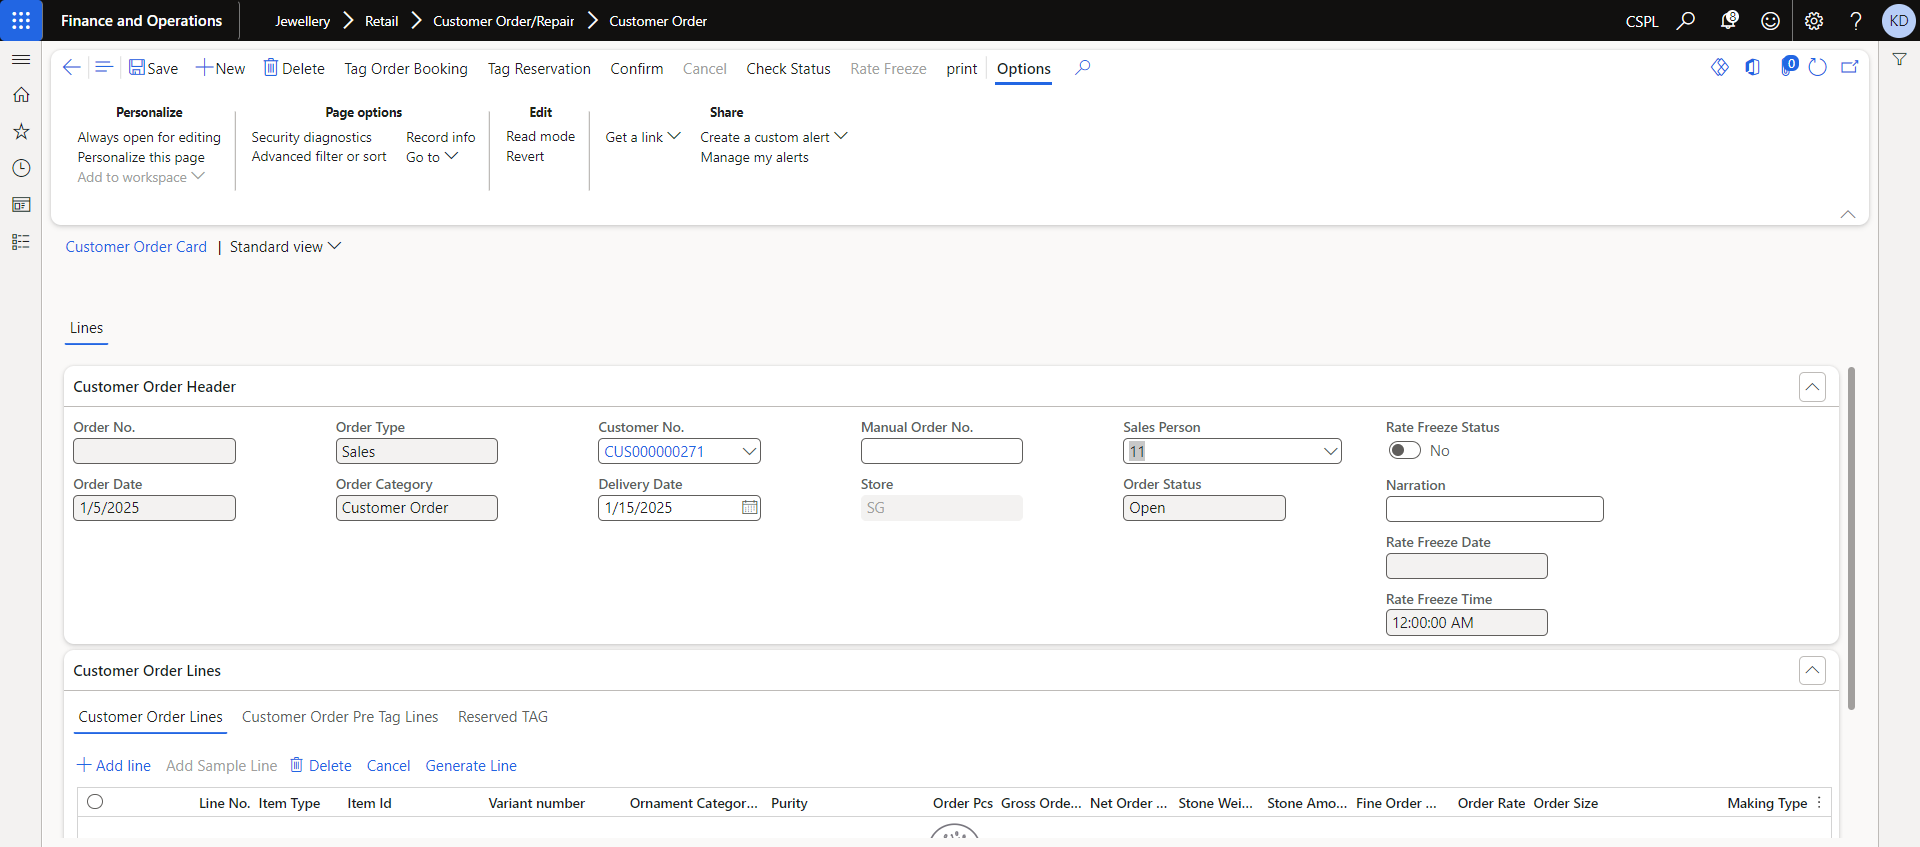 Finance and Operations
Jewellery Retail Customer Order/Repair Customer Order
CSPL
8
KD
Save New Delete Tag Order Booking Tag Reservation Confirm Cancel Check Status Rate Freeze print Options
0
Personalize
Always open for editing
Personalize this page
Add to workspace
Page options
Security diagnostics
Advanced filter or sort
Record info
Go to
Edit
Read mode
Revert
Get a link
Share
Create a custom alert
Manage my alerts
Customer Order Card | Standard view
Lines
Customer Order Header
Order No.
Order Type
Sales
Customer No.
CUS000000271
Manual Order No.
Sales Person
11
Rate Freeze Status
No
Order Date
1/5/2025
Order Category
Customer Order
Delivery Date
1/15/2025
Store
SG
Order Status
Open
Narration
Rate Freeze Date
Rate Freeze Time
12:00:00 AM
Customer Order Lines
Customer Order Lines Customer Order Pre Tag Lines Reserved TAG
Add line Add Sample Line Delete Cancel Generate Line
Line No. Item Type Item Id Variant number Ornament Categor... Purity Order Pcs Gross Orde... Net Order ... Stone Wei... Stone Amo... Fine Order ... Order Rate Order Size Making Type